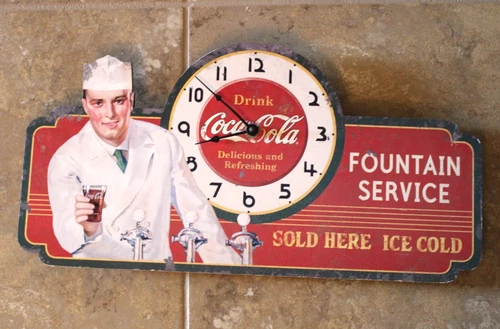 12
11 1
10 2
9 3
8 4
7 5
6
Drink
Coca-Cola
Delicious and
Refreshing
FOUNTAIN
SERVICE
SOLD HERE ICE COLD